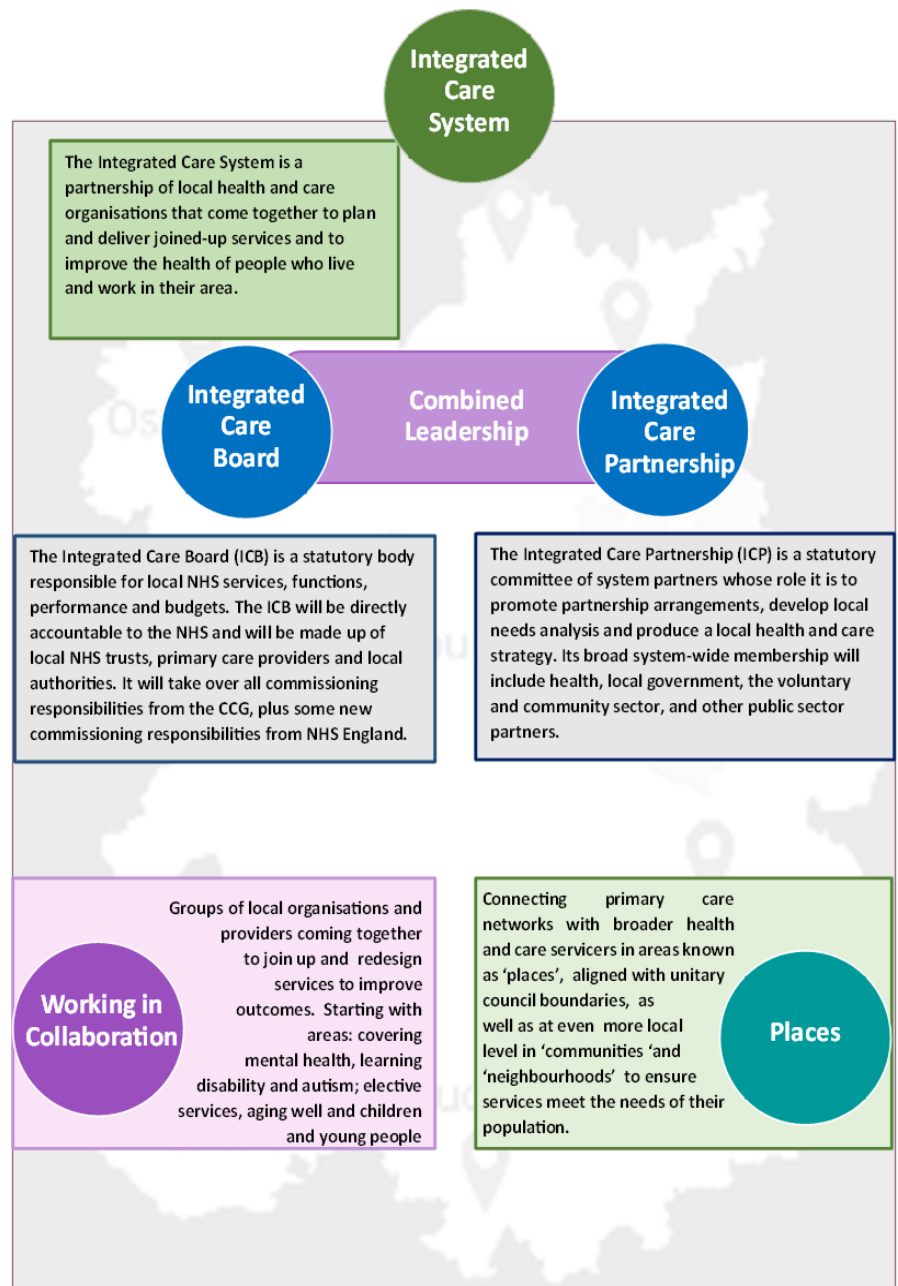 Integrated
Care
System
The Integrated Care System is a
partnership of local health and care
organisations that come together to plan
and deliver joined-up services and to
improve the health of people who live
and work in their area.
Integrated
Care
Board
Combined
Leadership
Integrated
Care
Partnership
The Integrated Care Board (ICB) is a statutory body
responsible for local NHS services, functions,
performance and budgets. The ICB will be directly
accountable to the NHS and will be made up of
local NHS trusts, primary care providers and local
authorities. It will take over all commissioning
responsibilities from the CCG, plus some new
commissioning responsibilities from NHS England.
The Integrated Care Partnership (ICP) is a statutory
committee of system partners whose role it is to
promote partnership arrangements, develop local
needs analysis and produce a local health and care
strategy. Its broad system-wide membership will
include health, local government, the voluntary
and community sector, and other public sector
partners.
Working in
Collaboration
Groups of local organisations and
providers coming together
to join up and redesign
services to improve
outcomes. Starting with
areas: covering
mental health, learning
disability and autism; elective
services, aging well and children
and young people
Connecting primary care
networks with broader health
and care servicers in areas known
as ‘places’, aligned with unitary
council boundaries, as
well as at even more local
level in ‘communities ‘and
‘neighbourhoods’ to ensure
services meet the needs of their
population.
Places